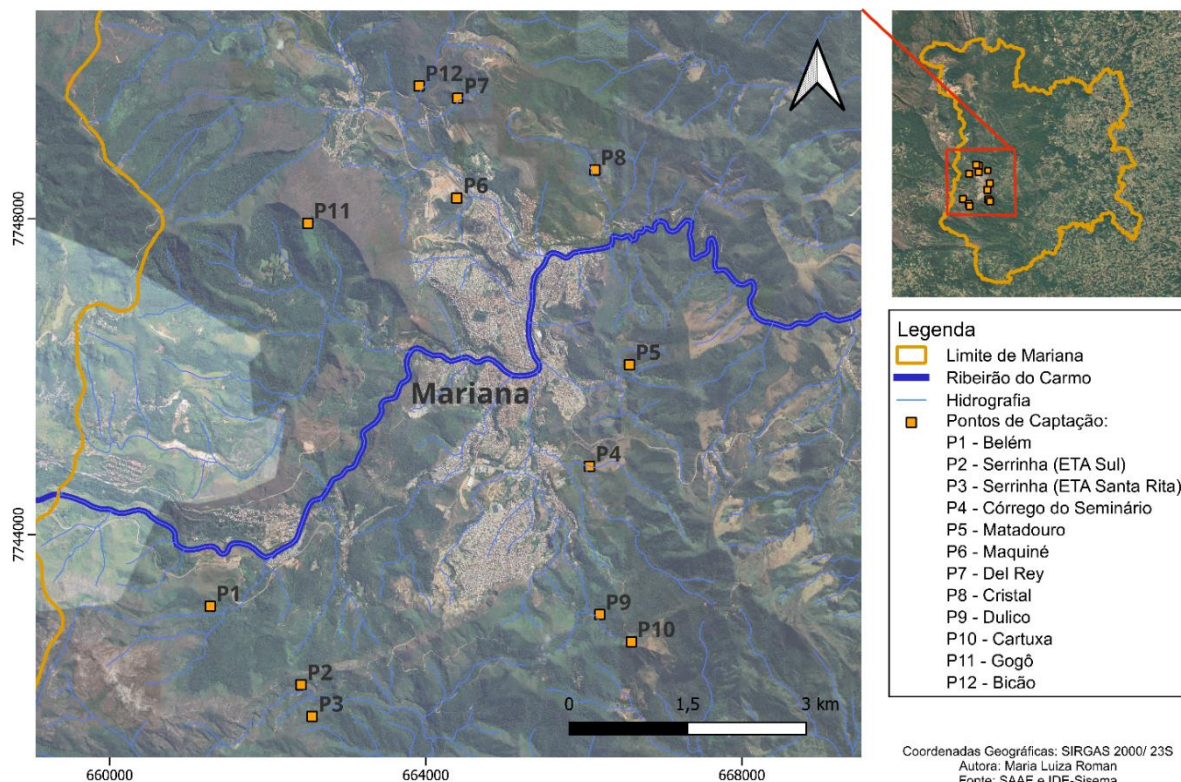 P12
P7
P8
P6
P11
P5
Mariana
P4
P1
P9
P10
P2
P3
0 1,5 3 km
7748000
7744000
660000 664000 668000
Legenda
Limite de Mariana
Ribeirão do Carmo
Hidrografia
Pontos de Captação:
P1 - Belém
P2 - Serrinha (ETA Sul)
P3 - Serrinha (ETA Santa Rita)
P4 - Córrego do Seminário
P5 - Matadouro
P6 - Maquiné
P7 - Del Rey
P8 - Cristal
P9 - Dulico
P10 - Cartuxa
P11 - Gogô
P12 - Bicão
Coordenadas Geográficas: SIRGAS 2000/ 23S
Autora: Maria Luiza Roman
Fonte: SAAE e IDE-Sisema